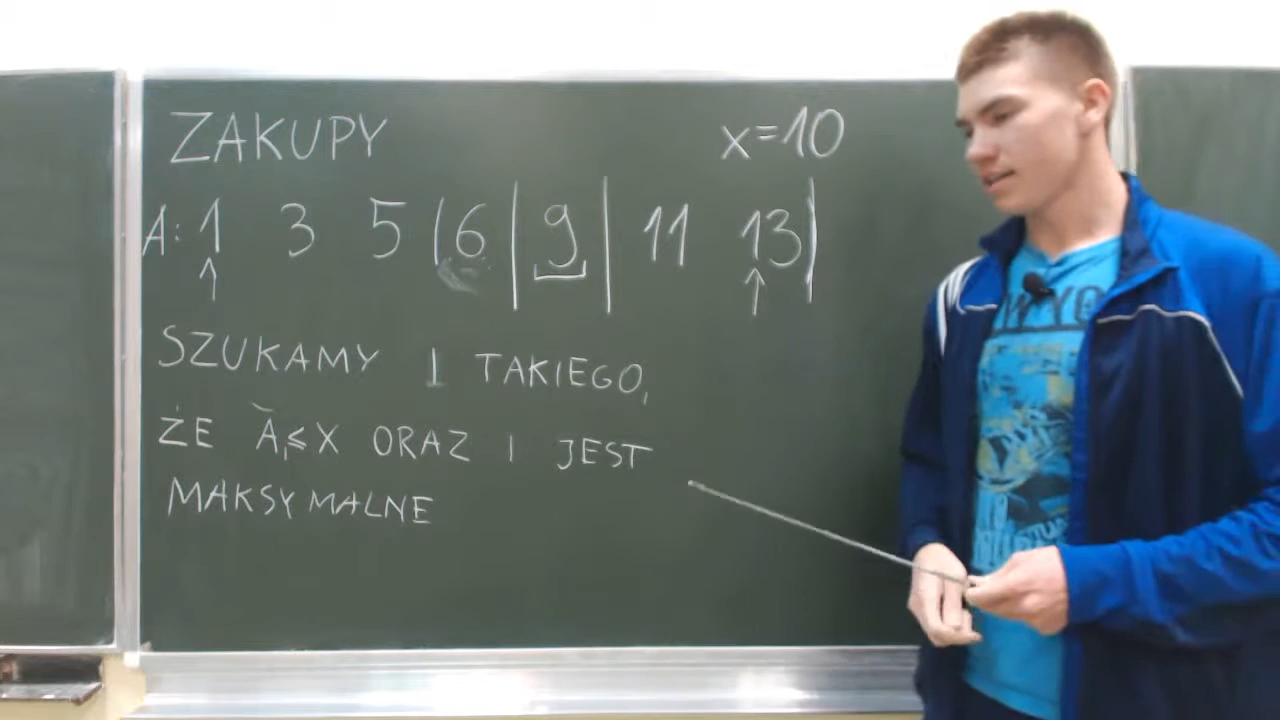 ZAKUPY x=10
A: 1 3 5 (6 | 9 | 11 13|
SZUKAMY I TAKIEGO,
ŻE Aᵢ≤X ORAZ I JEST
MAKSYMALNE